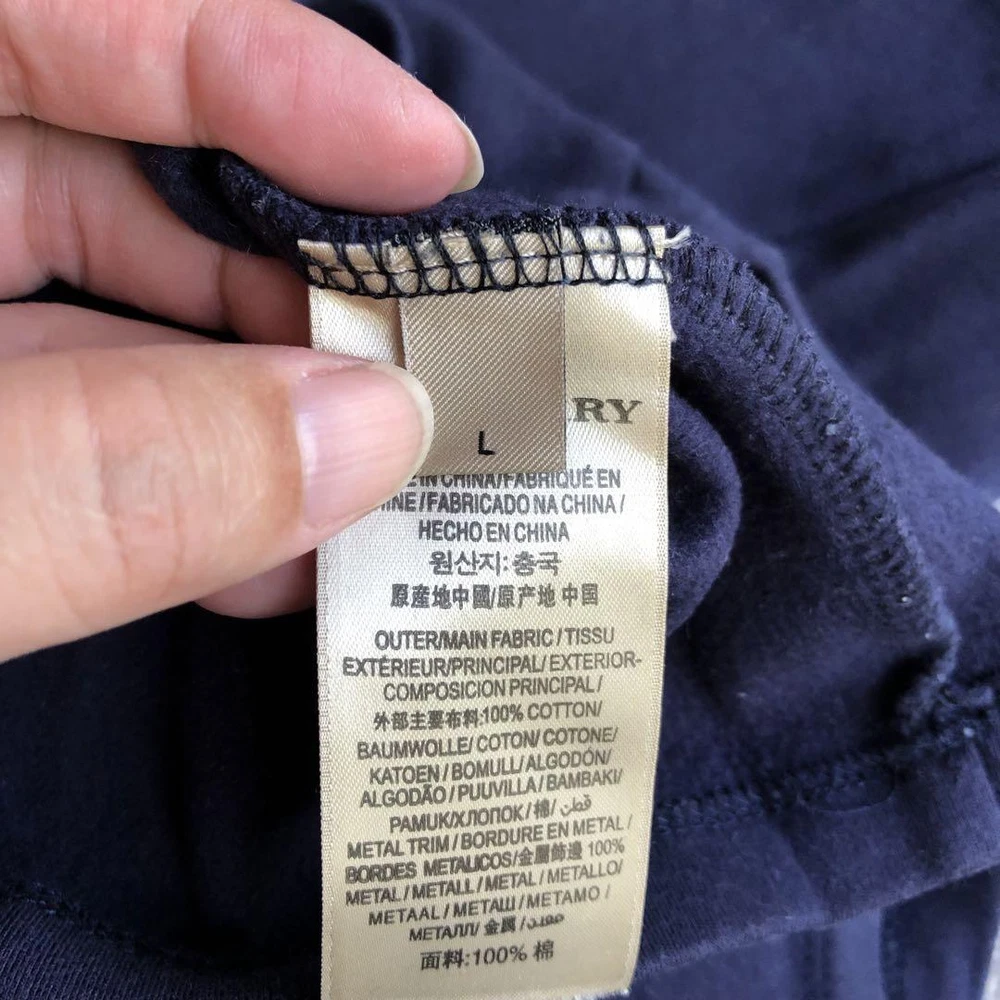 RY
L
IN CHINA/FABRIQUÉ EN
INE/FABRICADO NA CHINA/
HECHO EN CHINA
원산지: 충국
原産地中國/原产地 中国
OUTER/MAIN FABRIC/TISSU
EXTÉRIEUR/PRINCIPAL/EXTERIOR-
COMPOSICION PRINCIPAL/
外部主要布料:100% COTTON/
BAUMWOLLE/COTON/COTONE/
KATOEN/BOMULL/ALGODÓN/
ALGODÃO/PUUVILLA/BAMBAKI/
PAMUK/ХЛОПОК/棉/قطن
METAL TRIM/BORDURE EN METAL/
BORDES METALICOS/金屬飾邊 100%
METAL/METALL/METAL/METALLO/
METAAL/METAШ/METAMO/
МЕТАЛЛ/ 金属/معدن
面料:100% 棉